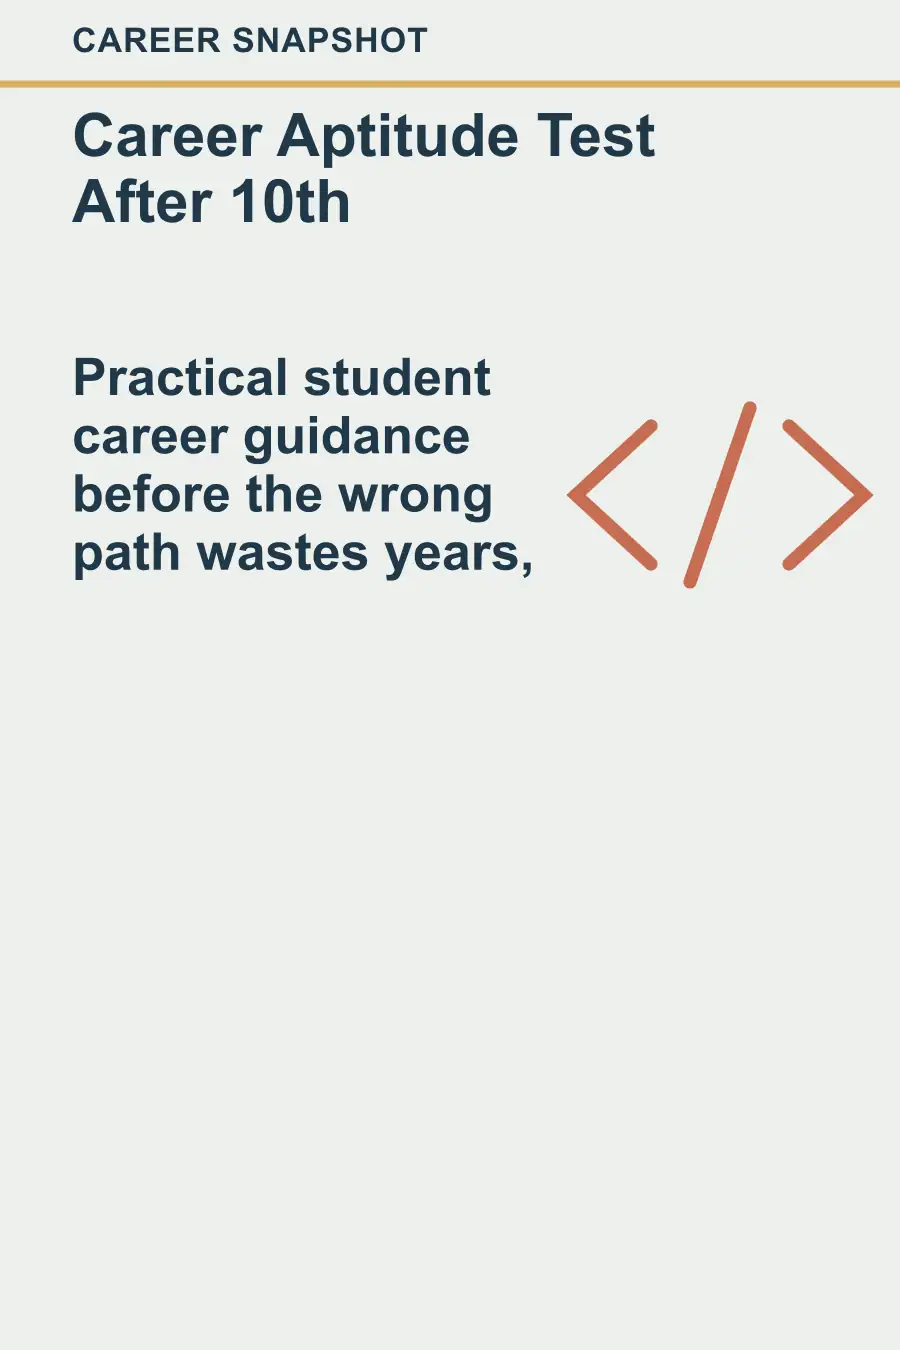 CAREER SNAPSHOT
Career Aptitude Test
After 10th
Practical student
career guidance
before the wrong
path wastes years,